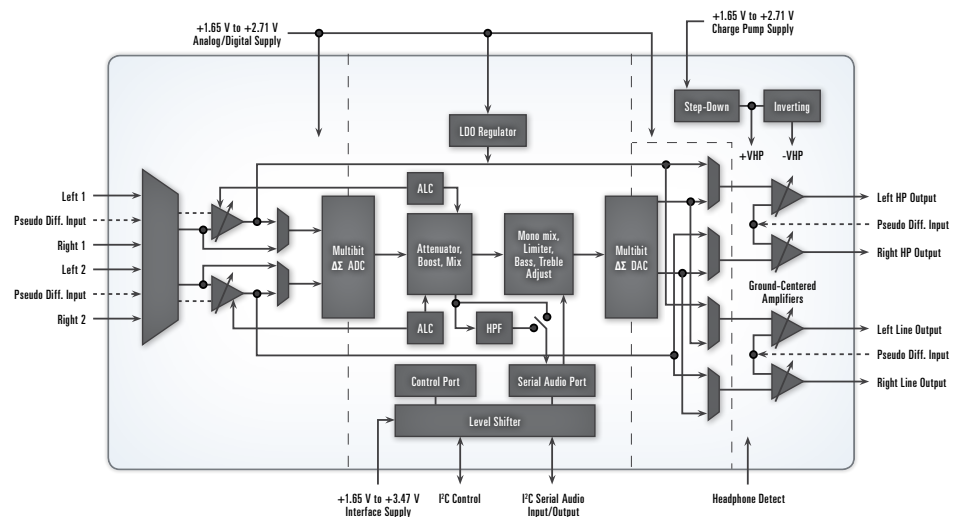 +1.65 V to +2.71 V
Analog/Digital Supply
+1.65 V to +2.71 V
Charge Pump Supply
Step-Down
Inverting
LDO Regulator
+VHP
-VHP
ALC
Left 1
Pseudo Diff. Input
Right 1
Left 2
Pseudo Diff. Input
Right 2
Multibit
ΔΣ ADC
Attenuator,
Boost, Mix
Mono mix,
Limiter,
Bass, Treble
Adjust
Multibit
ΔΣ DAC
Left HP Output
Pseudo Diff. Input
Right HP Output
Ground-Centered
Amplifiers
ALC
HPF
Left Line Output
Pseudo Diff. Input
Right Line Output
Control Port
Serial Audio Port
Level Shifter
+1.65 V to +3.47 V
Interface Supply
I²C Control
I²C Serial Audio
Input/Output
Headphone Detect